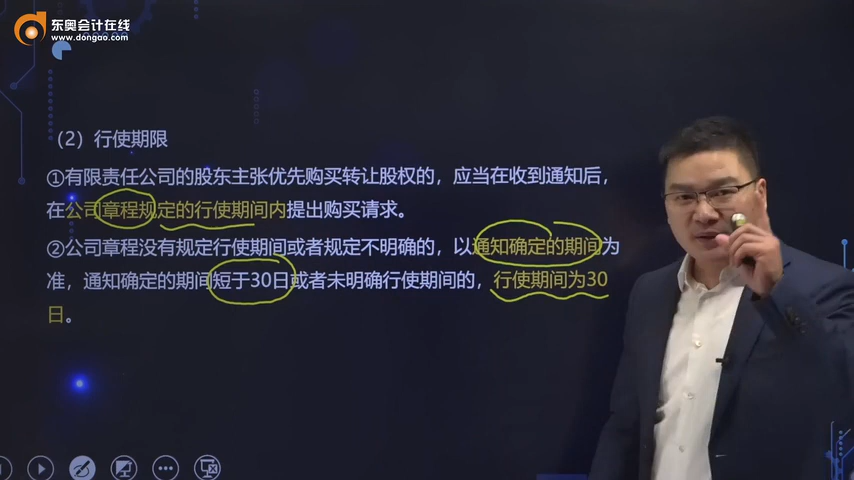 东奥会计在线
www.dongao.com
（2）行使期限
①有限责任公司的股东主张优先购买转让股权的，应当在收到通知后，
在公司章程规定的行使期间内提出购买请求。
②公司章程没有规定行使期间或者规定不明确的，以通知确定的期间为
准，通知确定的期间短于30日或者未明确行使期间的，行使期间为30
日。